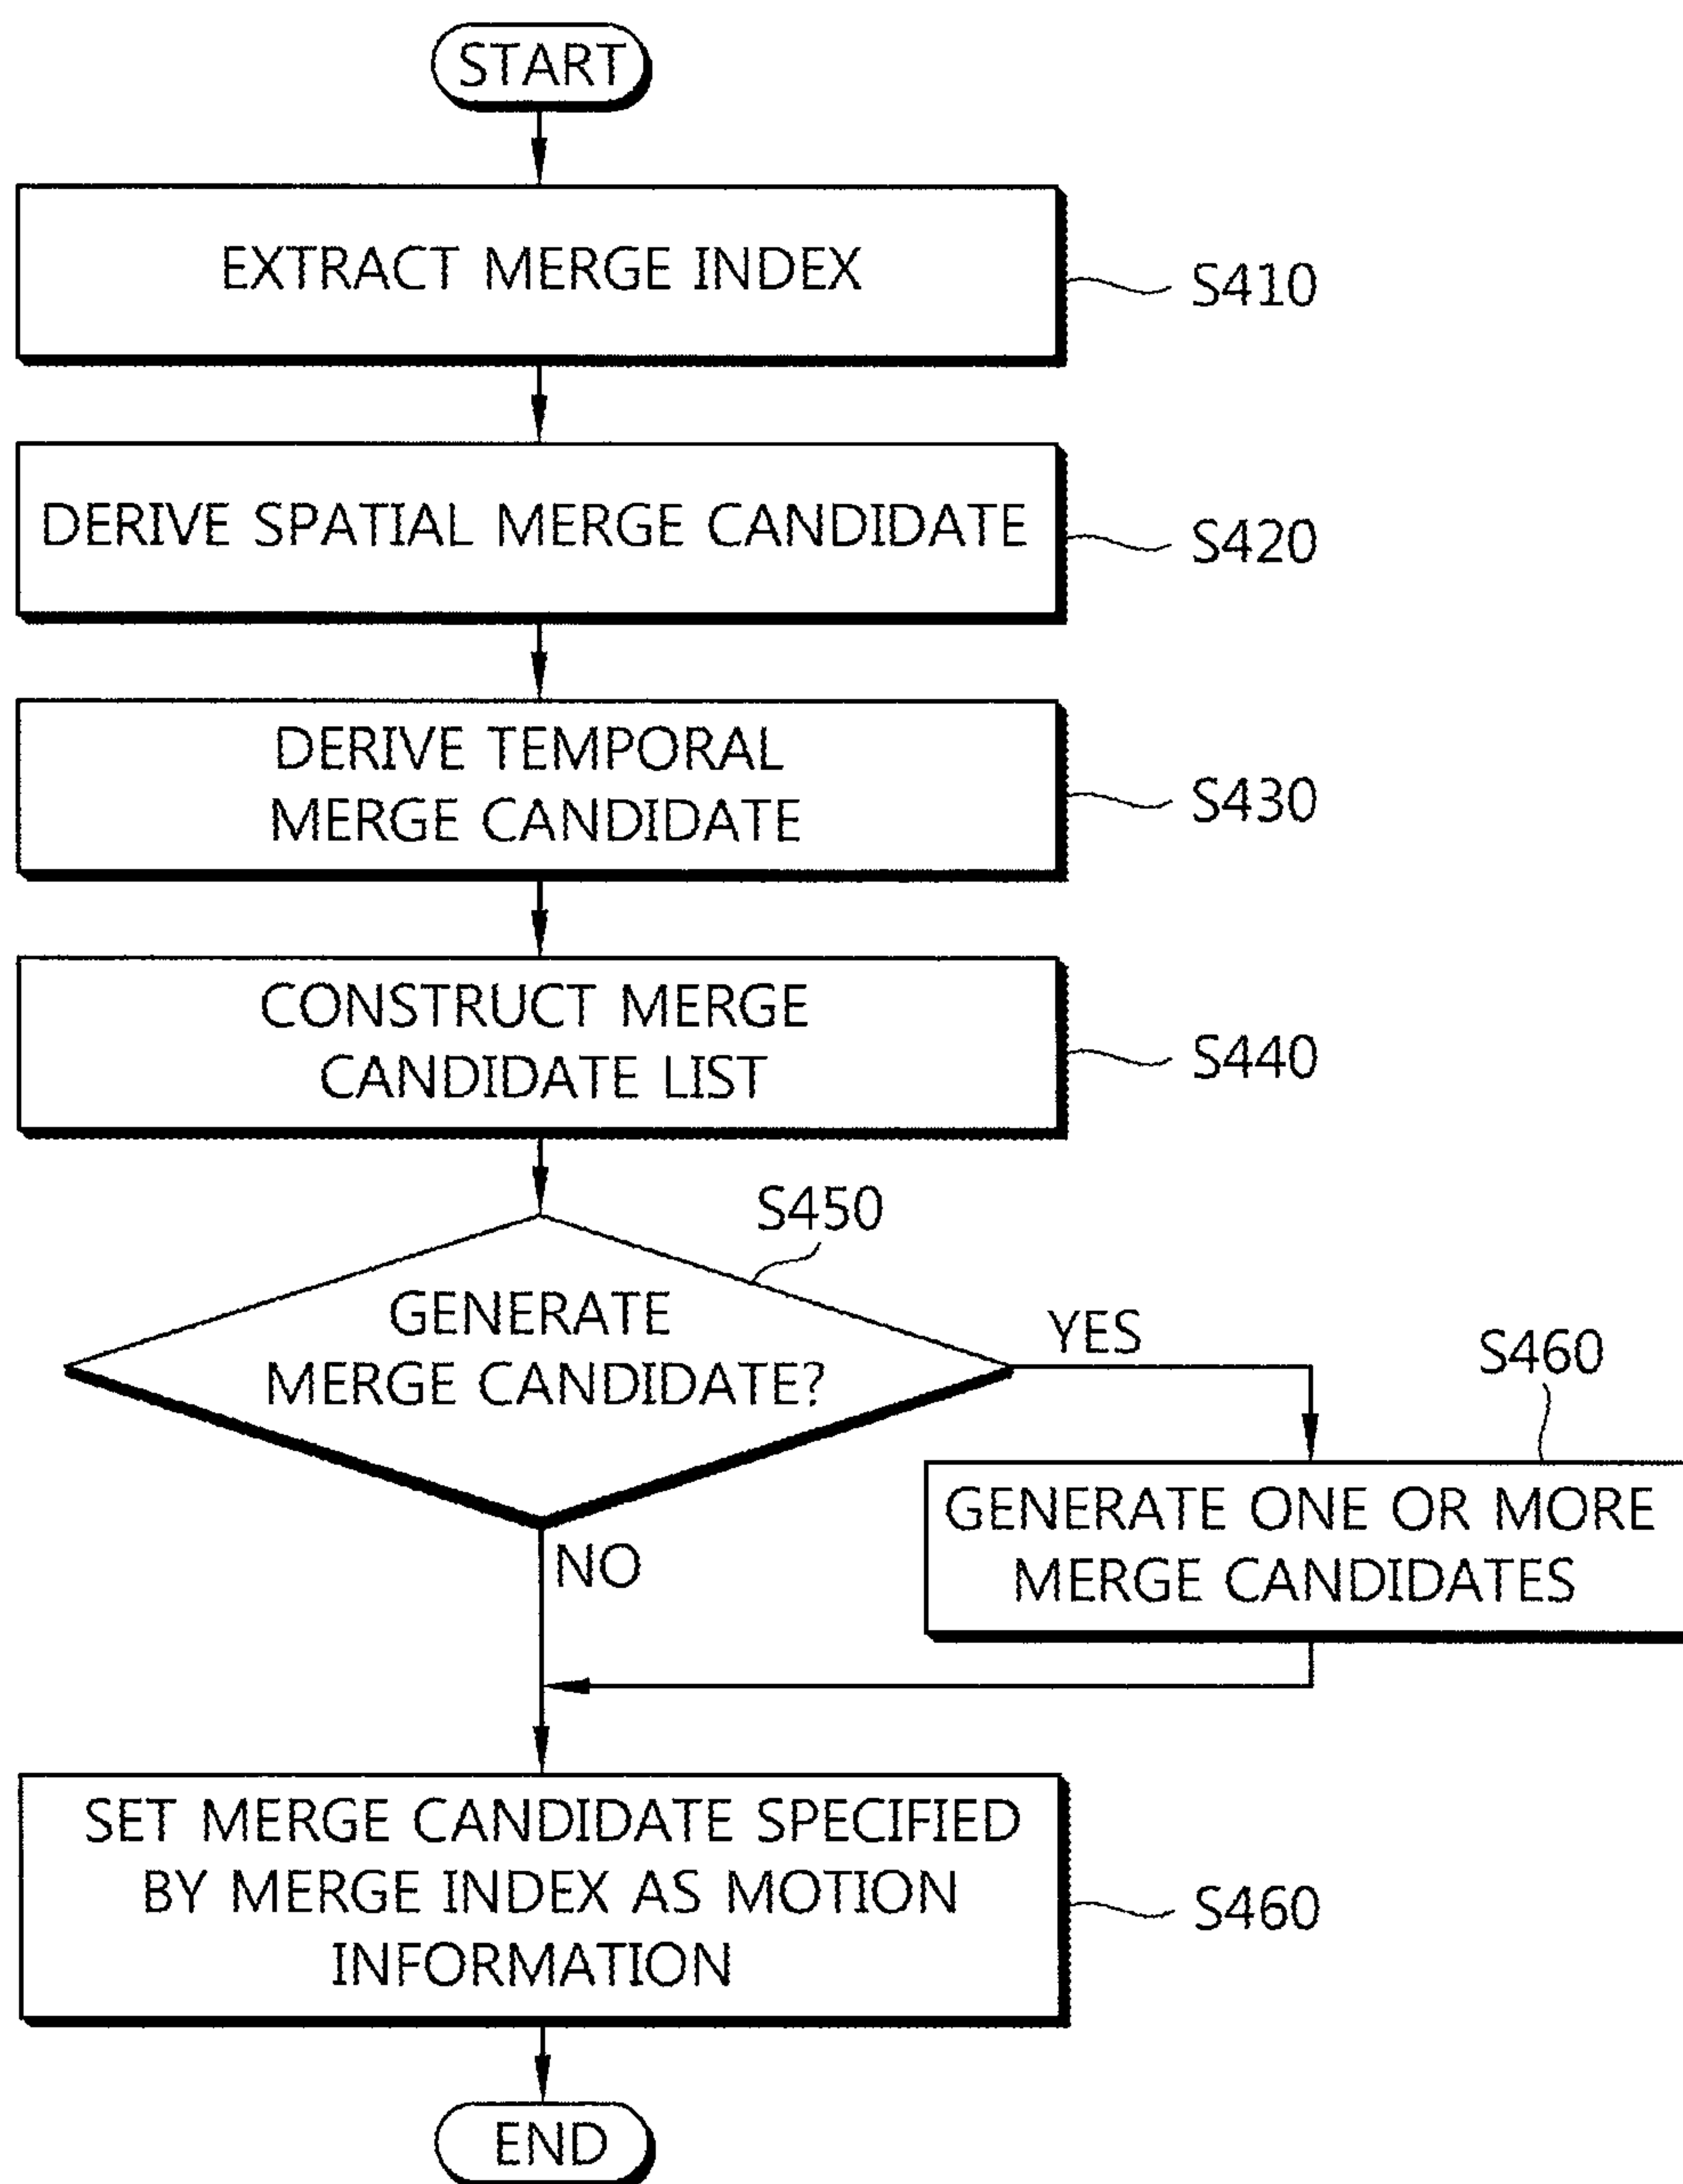 START
EXTRACT MERGE INDEX
S410
DERIVE SPATIAL MERGE CANDIDATE
S420
DERIVE TEMPORAL
MERGE CANDIDATE
S430
CONSTRUCT MERGE
CANDIDATE LIST
S440
S450
GENERATE
MERGE CANDIDATE?
YES
S460
GENERATE ONE OR MORE
MERGE CANDIDATES
NO
SET MERGE CANDIDATE SPECIFIED
BY MERGE INDEX AS MOTION
INFORMATION
S460
END